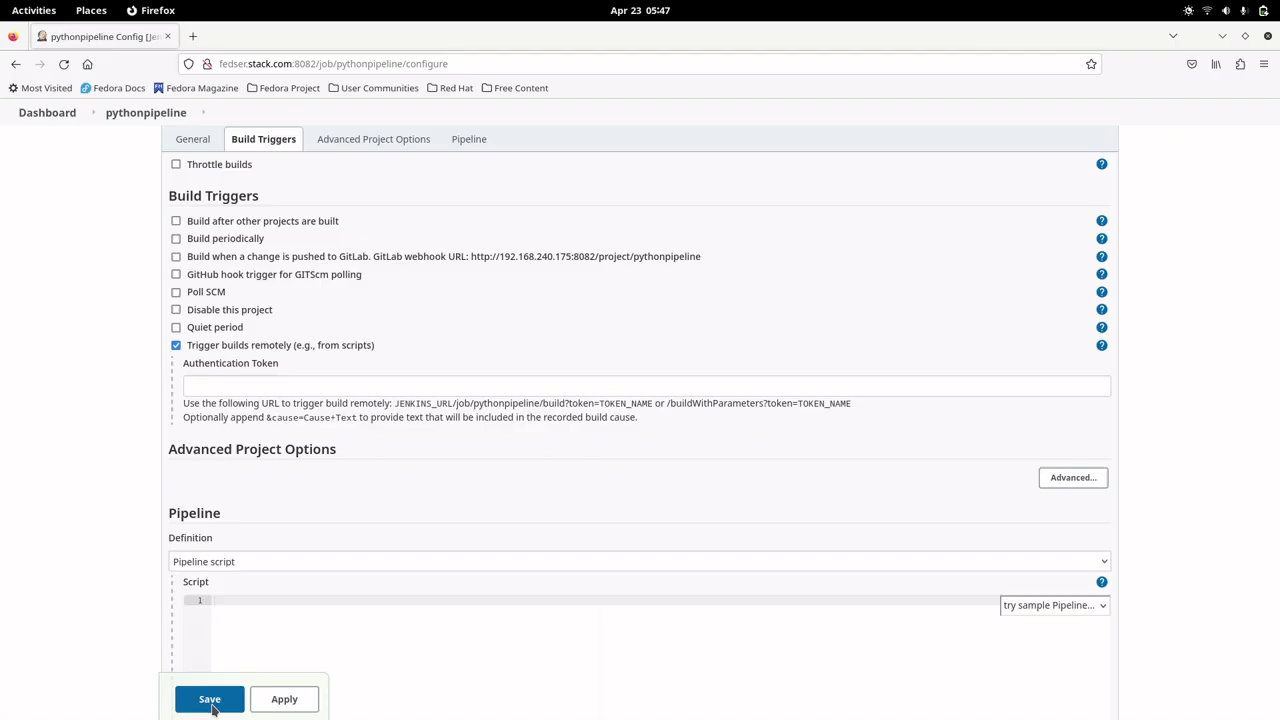 Activities Places Firefox Apr 23 05:47
pythonpipeline Config [Jen
fedser.stack.com:8082/job/pythonpipeline/configure
Most Visited Fedora Docs Fedora Magazine Fedora Project User Communities Red Hat Free Content
Dashboard pythonpipeline
General Build Triggers Advanced Project Options Pipeline
Throttle builds ?
Build Triggers
Build after other projects are built ?
Build periodically ?
Build when a change is pushed to GitLab. GitLab webhook URL: http://192.168.240.175:8082/project/pythonpipeline ?
GitHub hook trigger for GITScm polling ?
Poll SCM ?
Disable this project ?
Quiet period ?
Trigger builds remotely (e.g., from scripts) ?
Authentication Token
Use the following URL to trigger build remotely: JENKINS_URL/job/pythonpipeline/build?token=TOKEN_NAME or /buildWithParameters?token=TOKEN_NAME
Optionally append &cause=Cause+Text to provide text that will be included in the recorded build cause.
Advanced Project Options
Advanced...
Pipeline
Definition
Pipeline script
Script ?
1
try sample Pipeline...
Save Apply